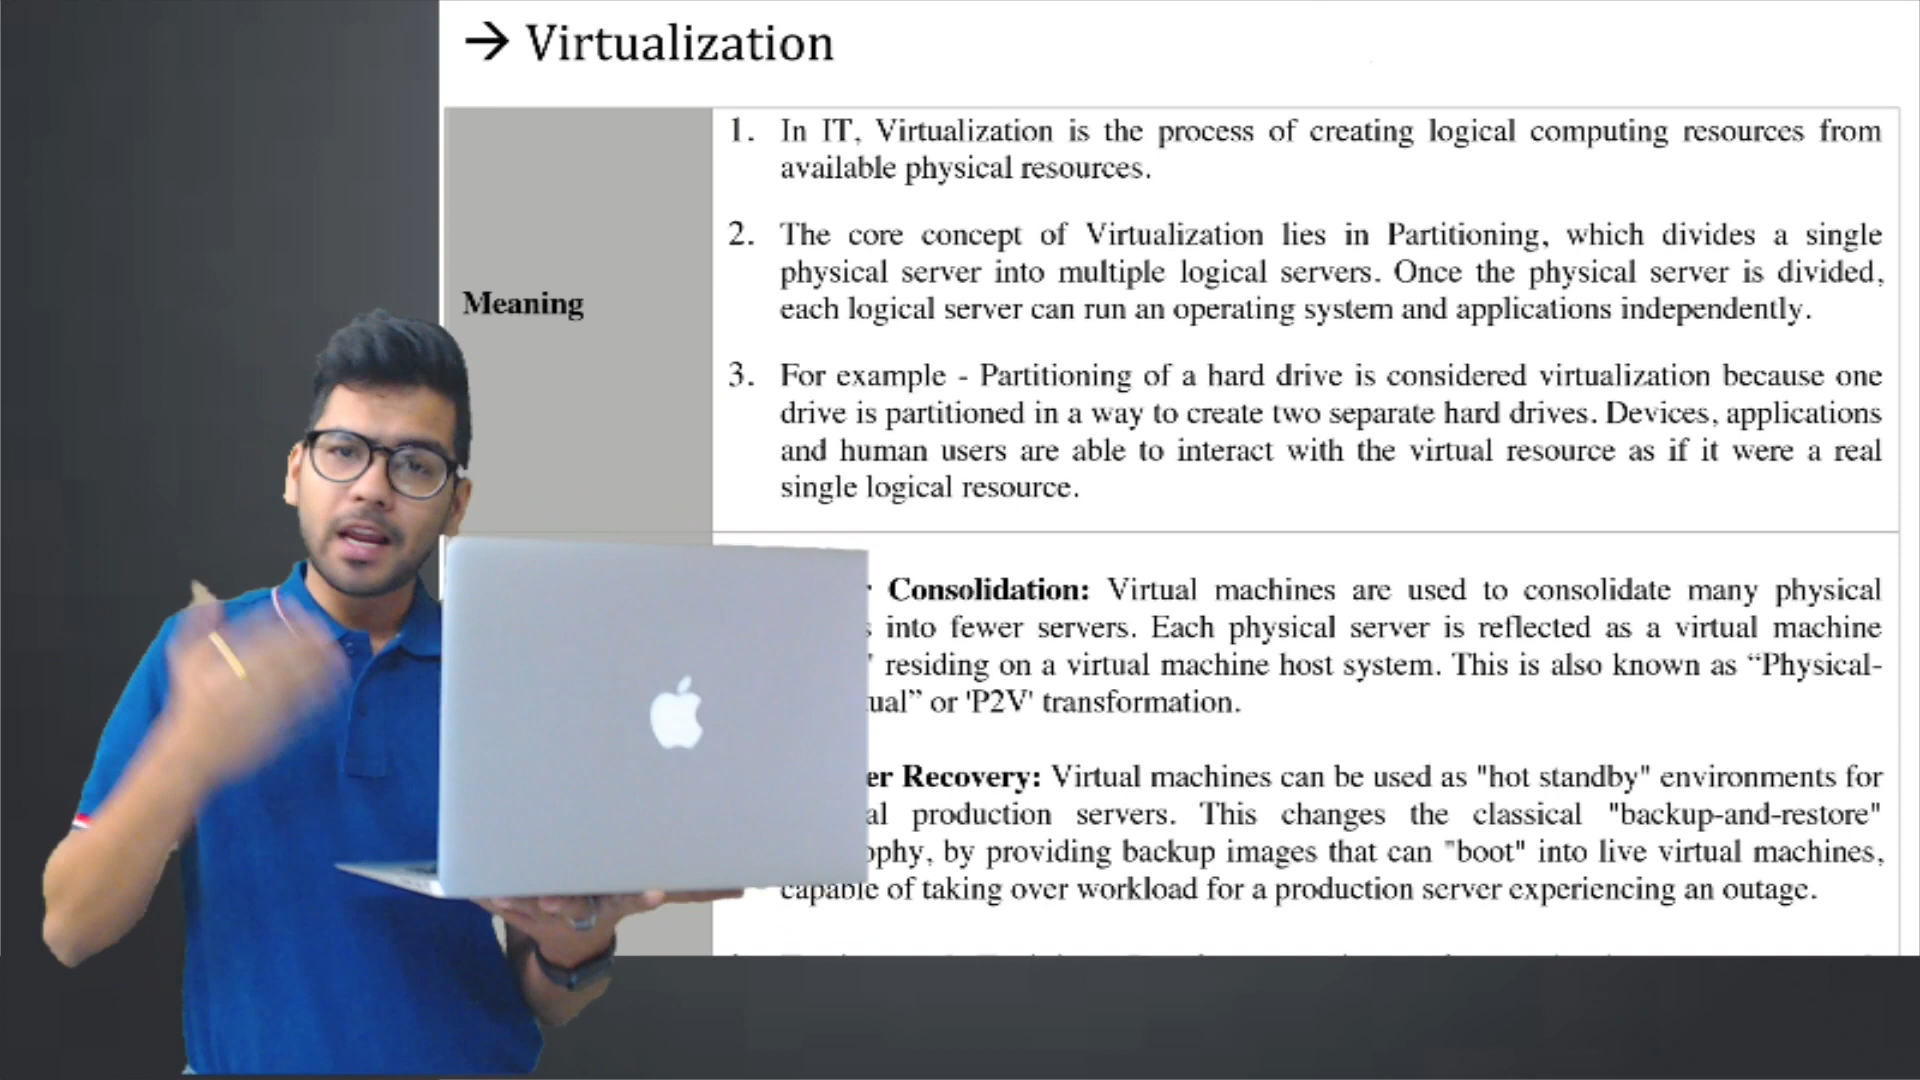 → Virtualization
Meaning
1. In IT, Virtualization is the process of creating logical computing resources from
available physical resources.
2. The core concept of Virtualization lies in Partitioning, which divides a single
physical server into multiple logical servers. Once the physical server is divided,
each logical server can run an operating system and applications independently.
3. For example - Partitioning of a hard drive is considered virtualization because one
drive is partitioned in a way to create two separate hard drives. Devices, applications
and human users are able to interact with the virtual resource as if it were a real
single logical resource.
Consolidation: Virtual machines are used to consolidate many physical
into fewer servers. Each physical server is reflected as a virtual machine
residing on a virtual machine host system. This is also known as “Physical-
ual” or 'P2V' transformation.
er Recovery: Virtual machines can be used as "hot standby" environments for
al production servers. This changes the classical "backup-and-restore"
ophy, by providing backup images that can "boot" into live virtual machines,
capable of taking over workload for a production server experiencing an outage.